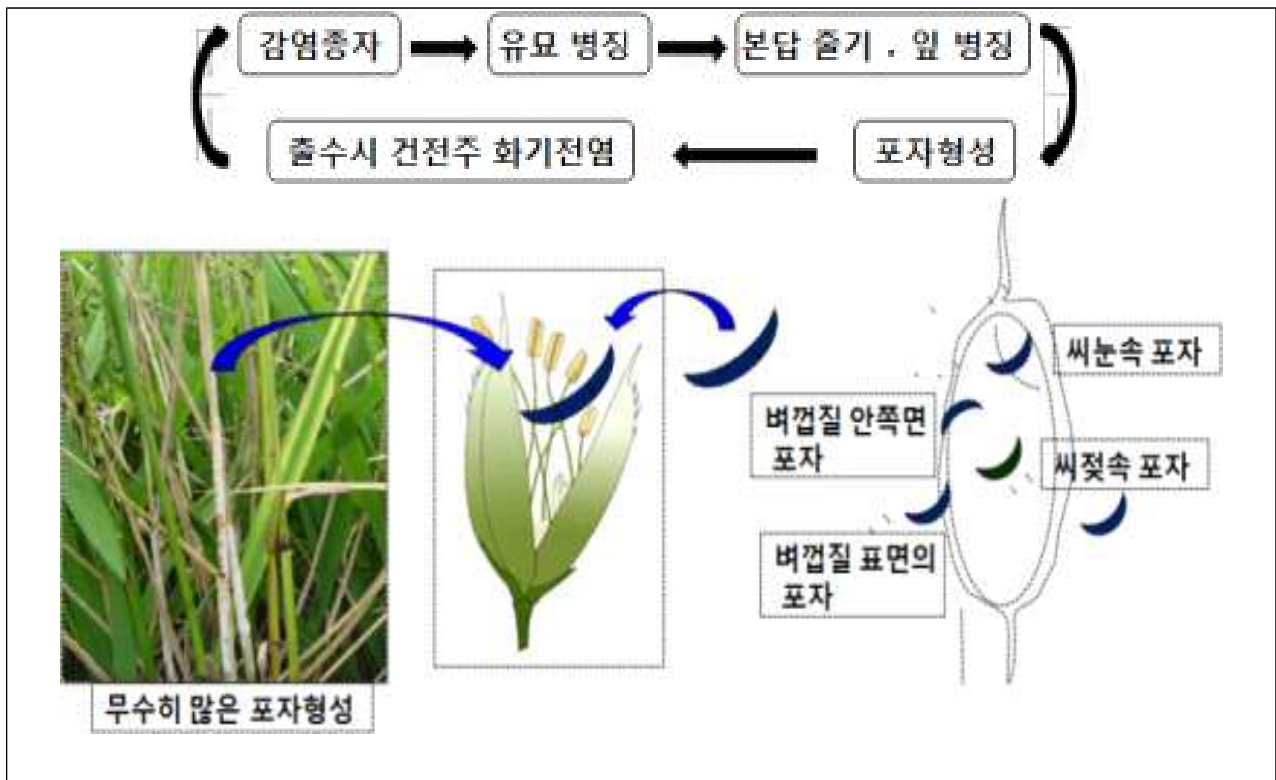 감염종자
유묘 병징
본답 줄기 . 잎 병징
출수시 건전주 화기전염
포자형성
씨눈속 포자
벼껍질 안쪽면
포자
씨젖속 포자
벼껍질 표면의
포자
무수히 많은 포자형성